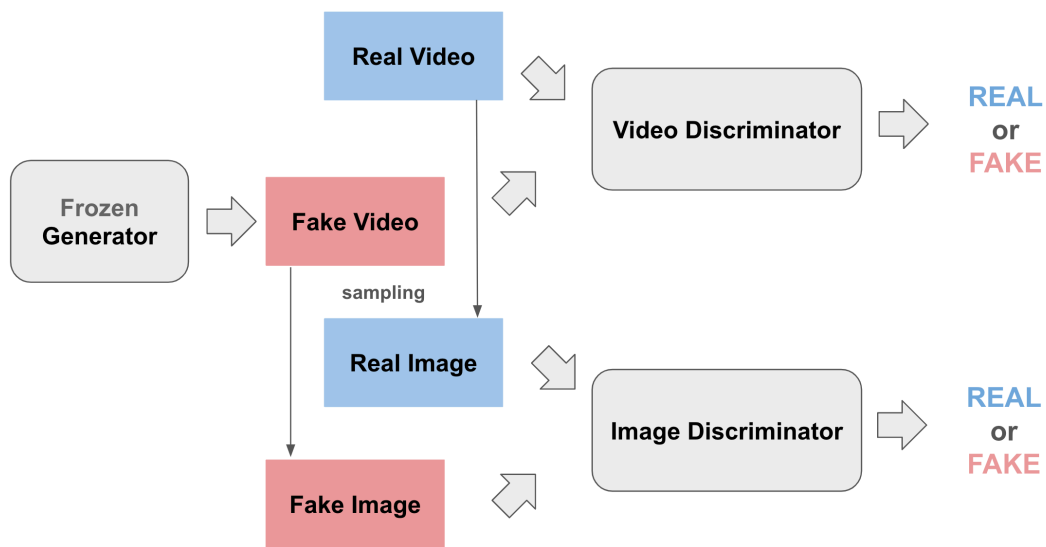 Real Video
Video Discriminator
REAL
or
FAKE
Frozen
Generator
Fake Video
sampling
Real Image
Image Discriminator
REAL
or
FAKE
Fake Image